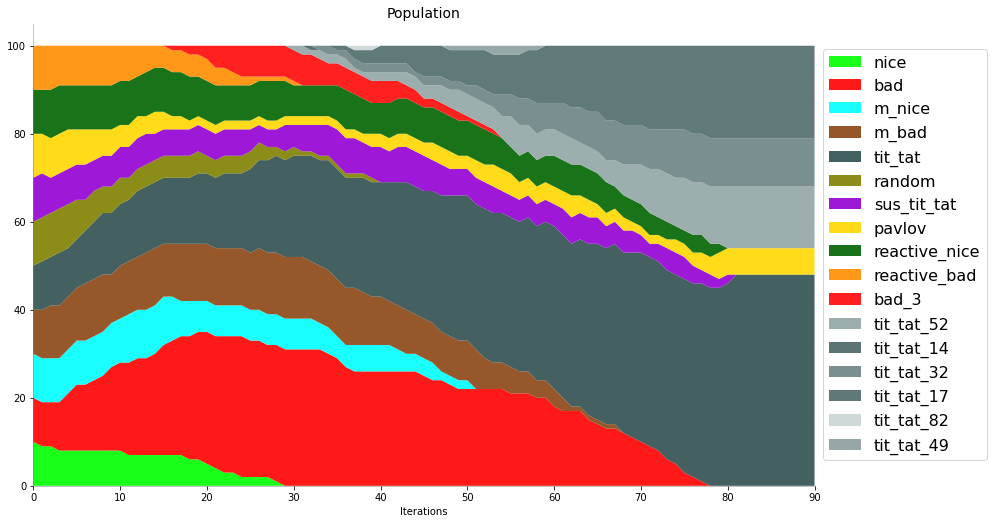 Population
100
80
60
40
20
0
0 10 20 30 40 50 60 70 80 90
Iterations
nice
bad
m_nice
m_bad
tit_tat
random
sus_tit_tat
pavlov
reactive_nice
reactive_bad
bad_3
tit_tat_52
tit_tat_14
tit_tat_32
tit_tat_17
tit_tat_82
tit_tat_49